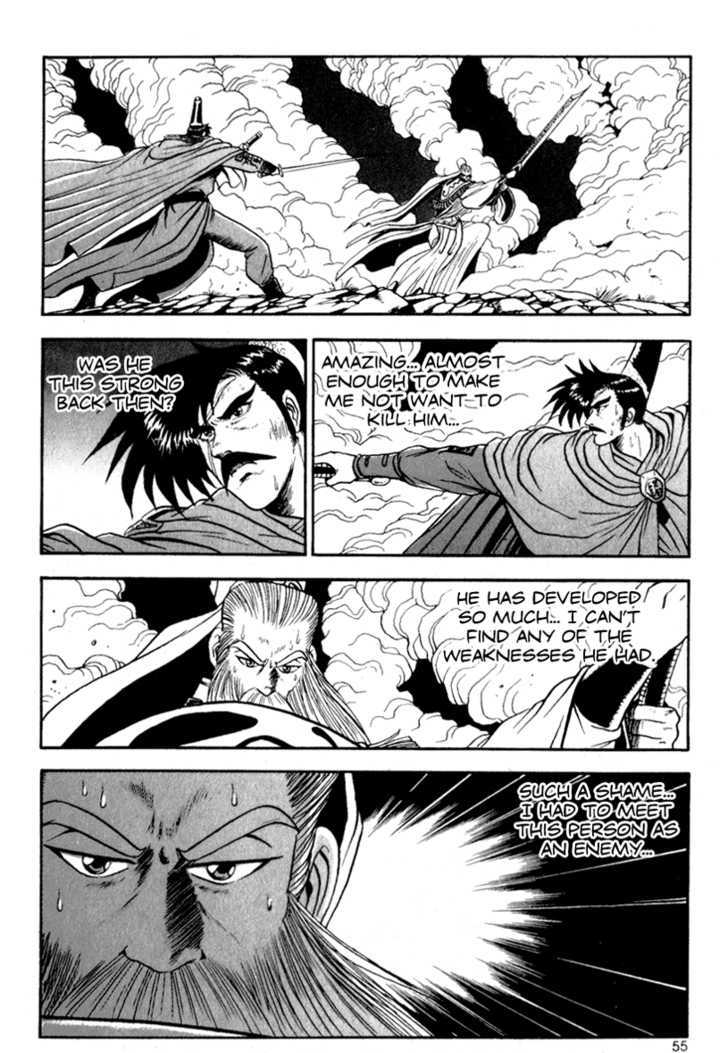 WAS HE
THIS STRONG
BACK THEN?
AMAZING... ALMOST
ENOUGH TO MAKE
ME NOT WANT TO
KILL HIM...
HE HAS DEVELOPED
SO MUCH... I CAN'T
FIND ANY OF THE
WEAKNESSES HE HAD.
SUCH A SHAME...
I HAD TO MEET
THIS PERSON AS
AN ENEMY...
55